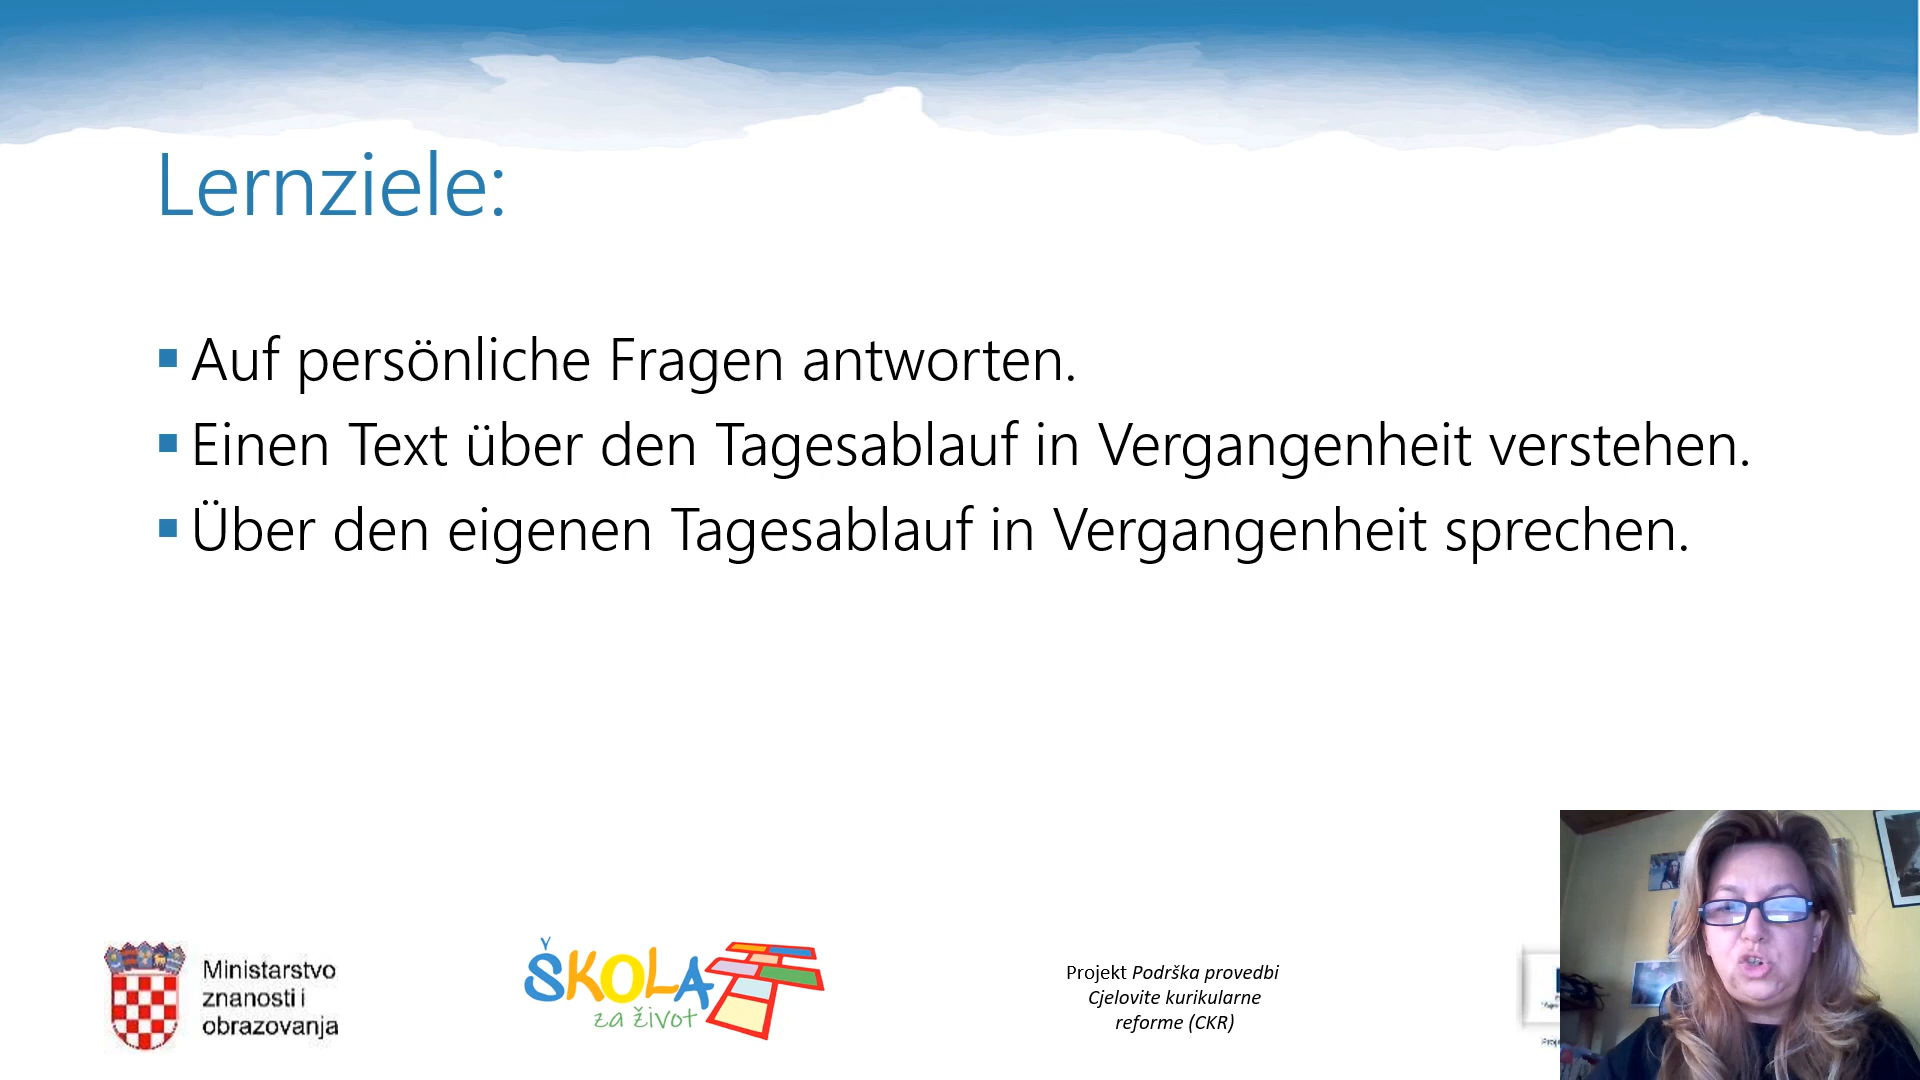 Lernziele:
Auf persönliche Fragen antworten.
Einen Text über den Tagesablauf in Vergangenheit verstehen.
Über den eigenen Tagesablauf in Vergangenheit sprechen.
Ministarstvo
znanosti i
obrazovanja
ŠKOLA
za život
Projekt Podrška provedbi
Cjelovite kurikularne
reforme (CKR)